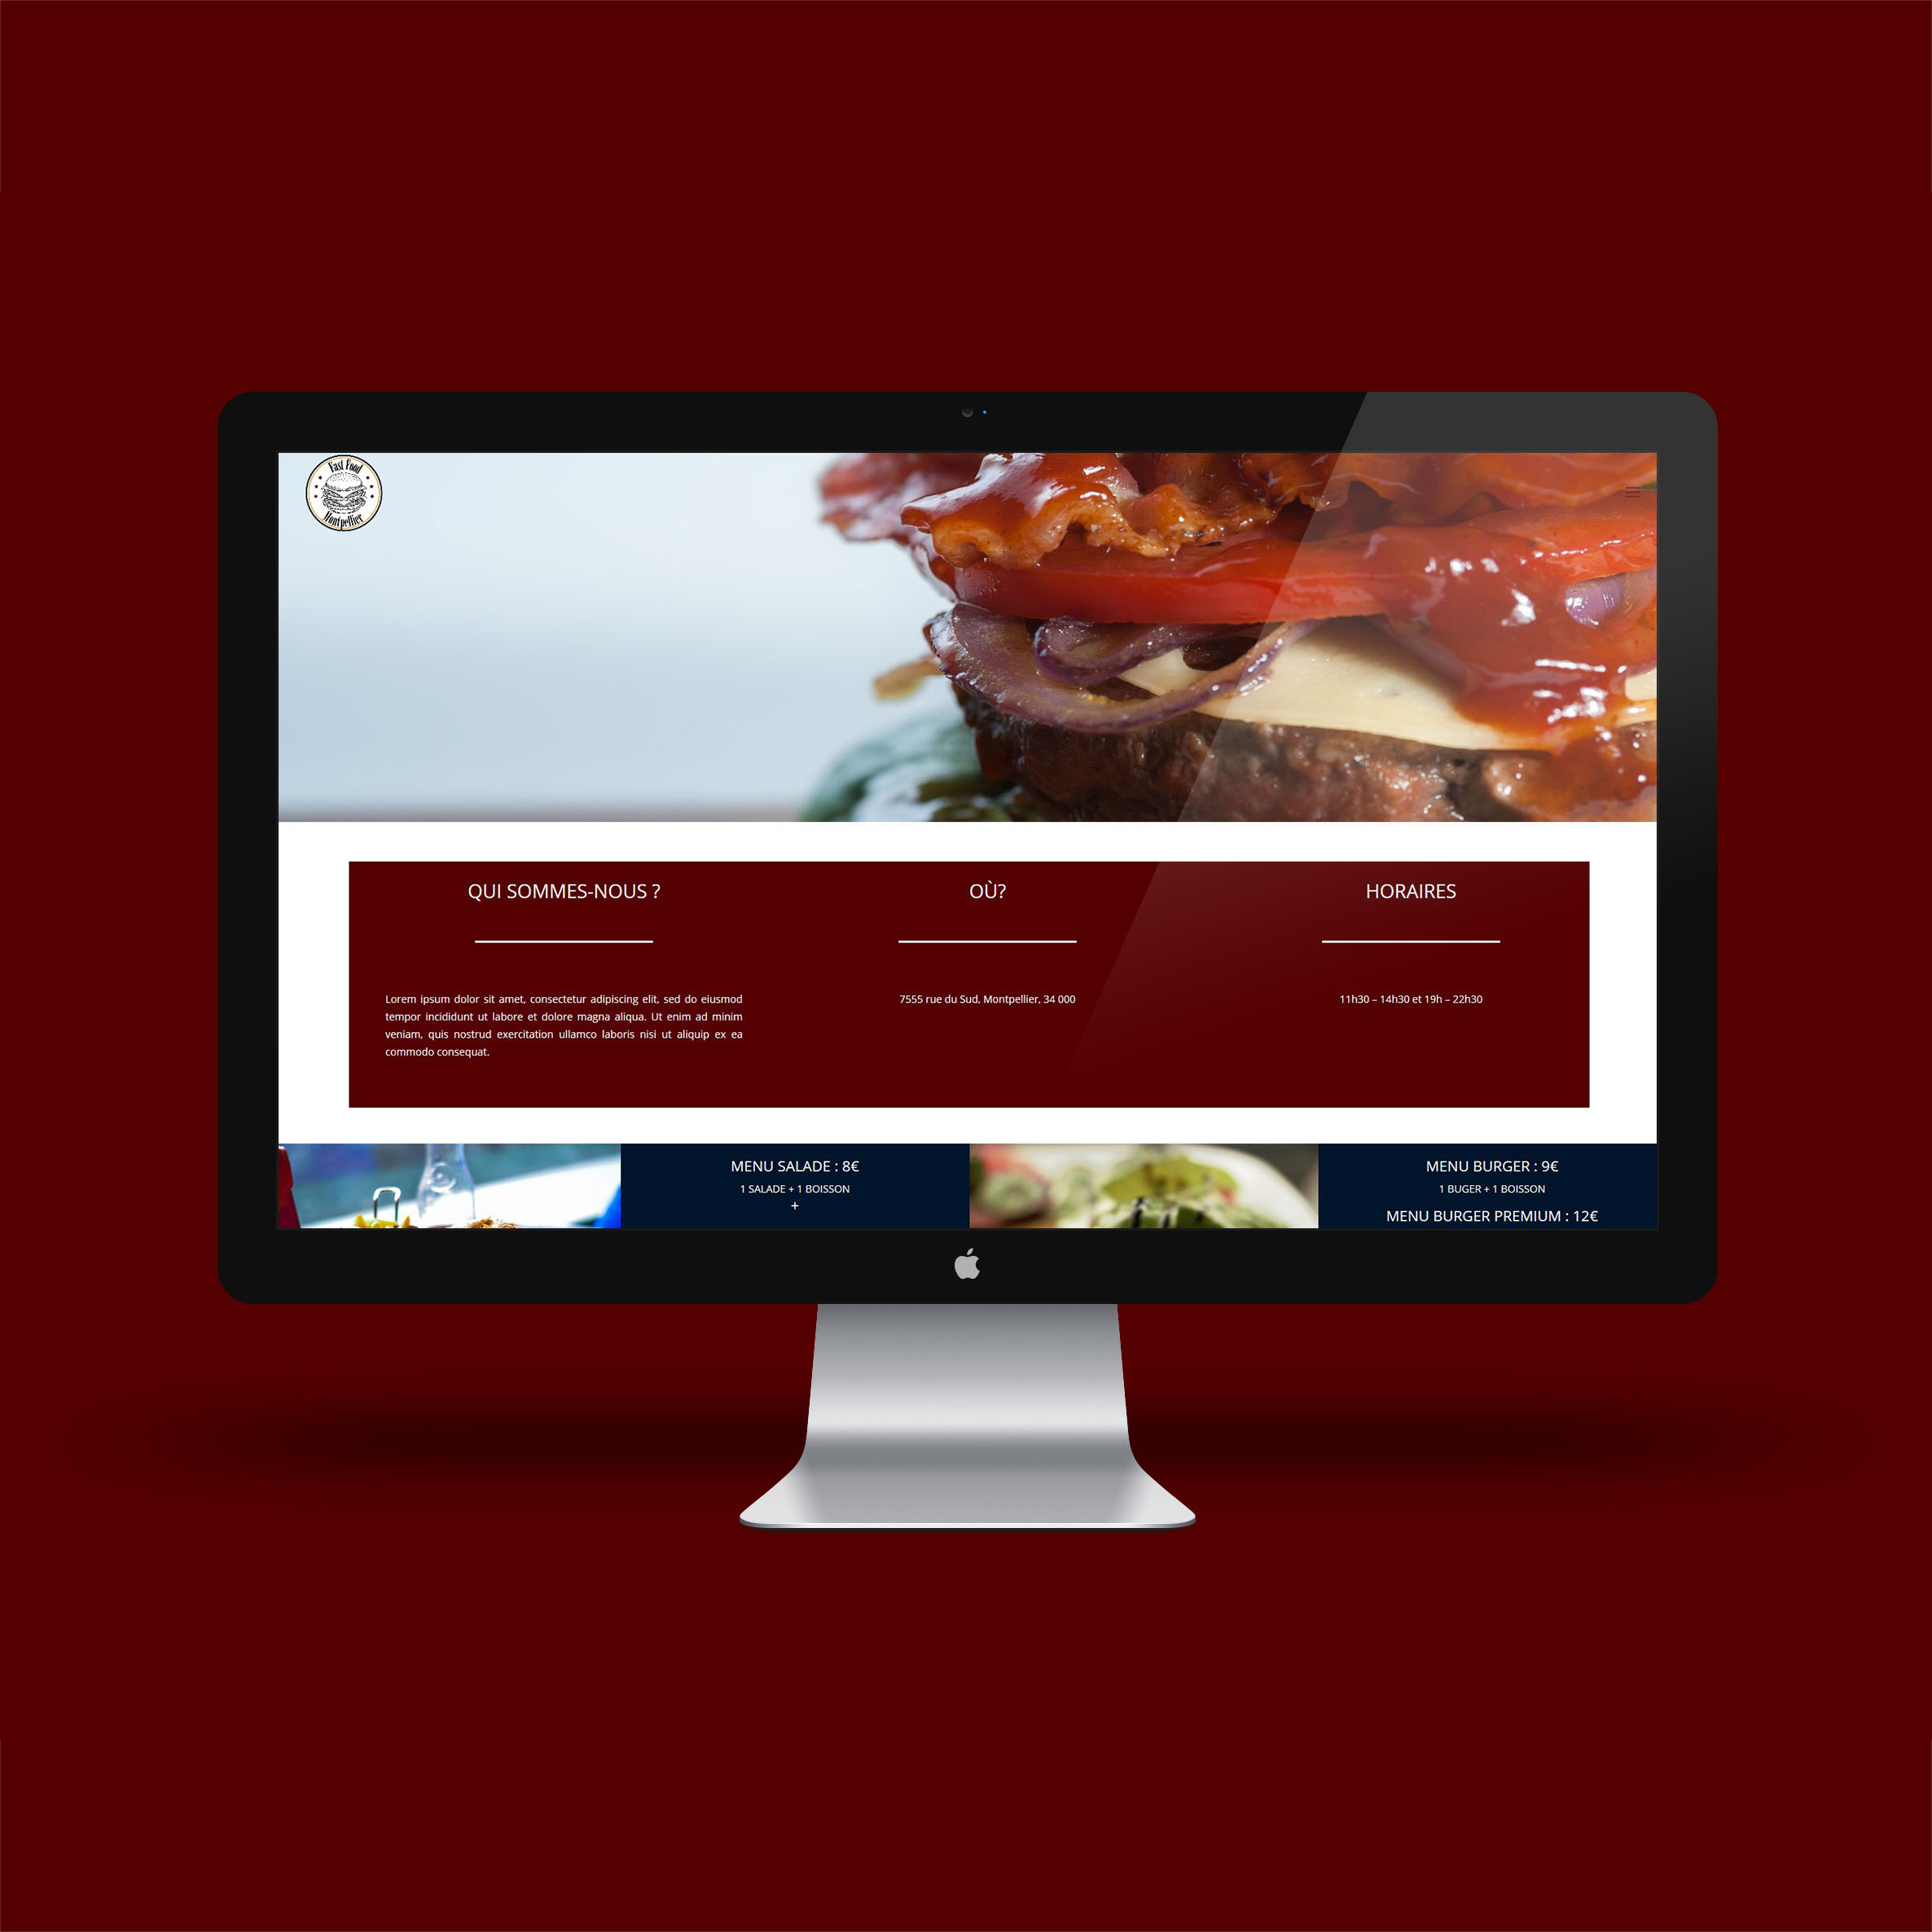 Fast Food
Montpellier
QUI SOMMES-NOUS ?
Lorem ipsum dolor sit amet, consectetur adipiscing elit, sed do eiusmod
tempor incididunt ut labore et dolore magna aliqua. Ut enim ad minim
veniam, quis nostrud exercitation ullamco laboris nisi ut aliquip ex ea
commodo consequat.
OÙ?
7555 rue du Sud, Montpellier, 34 000
HORAIRES
11h30 – 14h30 et 19h – 22h30
MENU SALADE : 8€
1 SALADE + 1 BOISSON
+
MENU BURGER : 9€
1 BUGER + 1 BOISSON
MENU BURGER PREMIUM : 12€